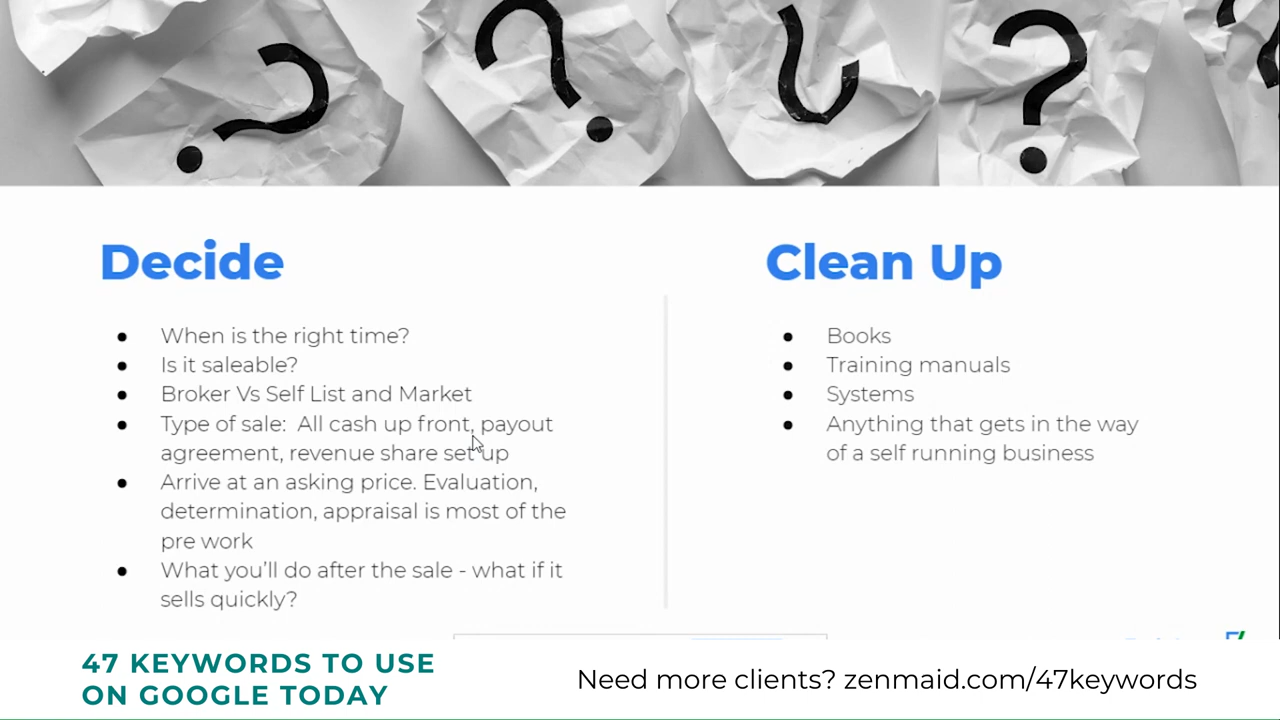 ? ? ? ?
Decide
When is the right time?
Is it saleable?
Broker Vs Self List and Market
Type of sale:  All cash up front, payout
agreement, revenue share set up
Arrive at an asking price. Evaluation,
determination, appraisal is most of the
pre work
What you'll do after the sale - what if it
sells quickly?
Clean Up
Books
Training manuals
Systems
Anything that gets in the way
of a self running business
47 KEYWORDS TO USE
ON GOOGLE TODAY
Need more clients? zenmaid.com/47keywords